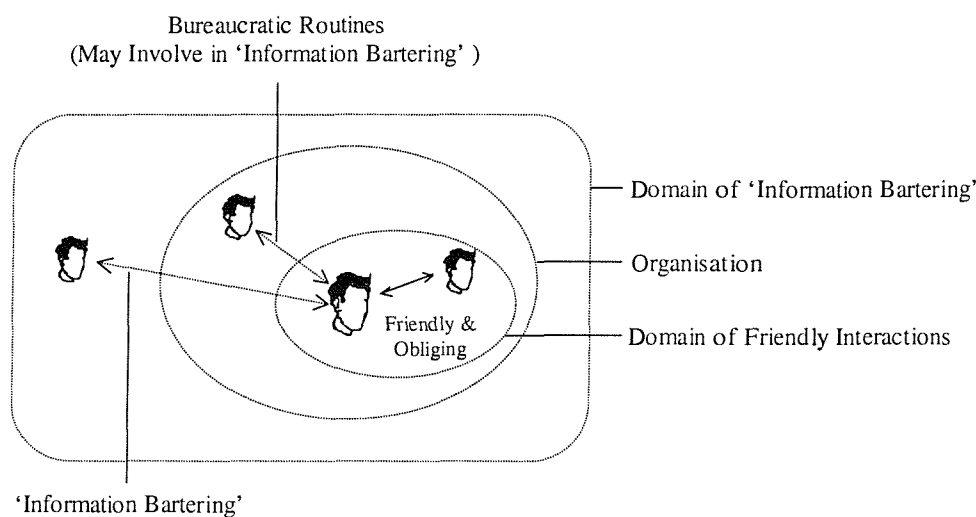 Bureaucratic Routines
(May Involve in ‘Information Bartering’ )
Domain of ‘Information Bartering’
Organisation
Friendly &
Obliging
Domain of Friendly Interactions
‘Information Bartering’